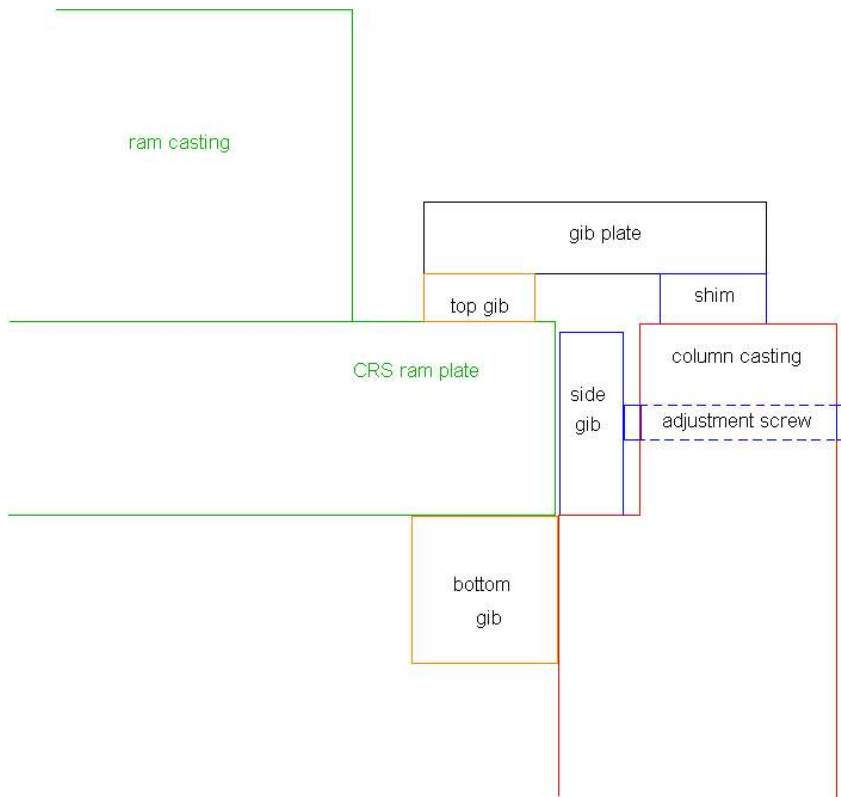 ram casting
gib plate
shim
top gib
column casting
CRS ram plate
side
gib
adjustment screw
bottom
gib